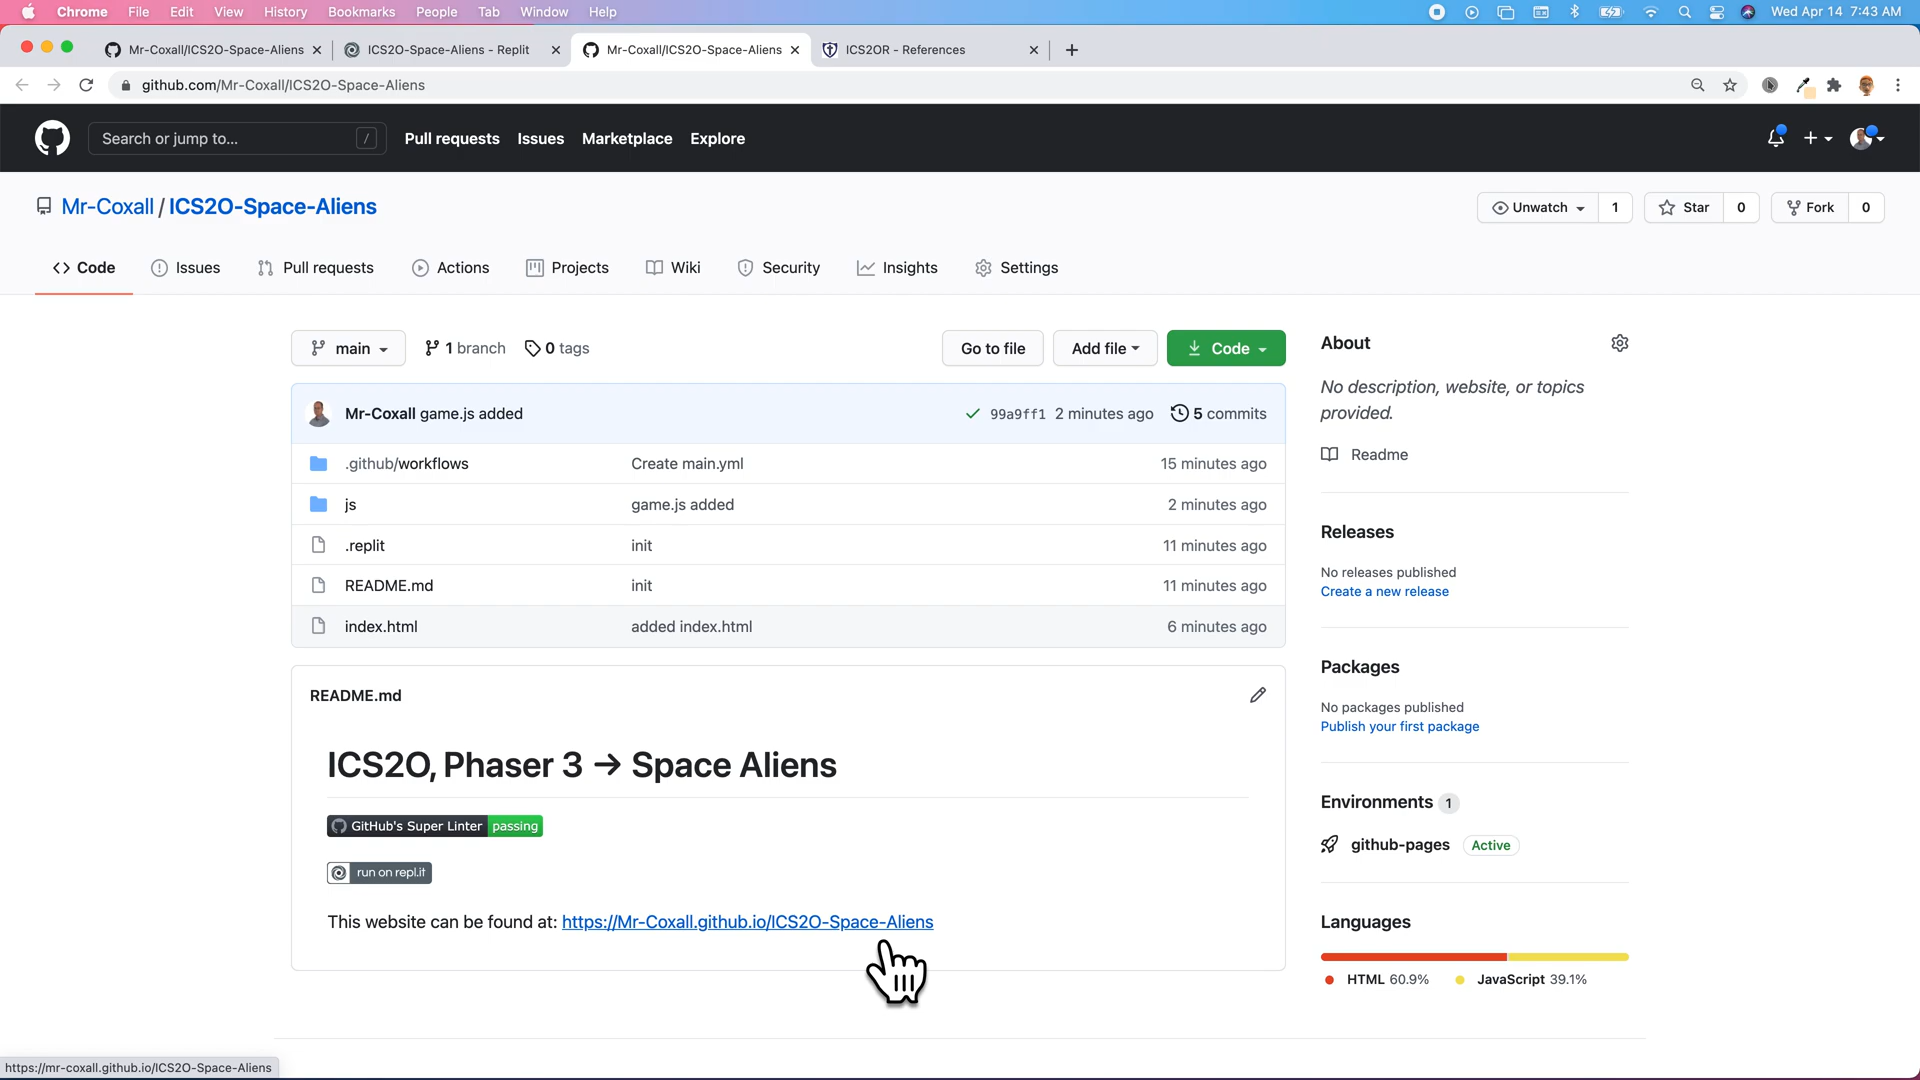 Chrome File Edit View History Bookmarks People Tab Window Help
Wed Apr 14 7:43 AM
Mr-Coxall/ICS2O-Space-Aliens
ICS2O-Space-Aliens - Replit
Mr-Coxall/ICS2O-Space-Aliens
ICS2OR - References
github.com/Mr-Coxall/ICS2O-Space-Aliens
Search or jump to... /
Pull requests Issues Marketplace Explore
Mr-Coxall / ICS2O-Space-Aliens
Unwatch 1
Star 0
Fork 0
Code Issues Pull requests Actions Projects Wiki Security Insights Settings
main 1 branch 0 tags
Go to file Add file Code
Mr-Coxall game.js added 99a9ff1 2 minutes ago 5 commits
.github/workflows Create main.yml 15 minutes ago
js game.js added 2 minutes ago
.replit init 11 minutes ago
README.md init 11 minutes ago
index.html added index.html 6 minutes ago
README.md
ICS2O, Phaser 3 → Space Aliens
GitHub's Super Linter passing
run on repl.it
This website can be found at: https://Mr-Coxall.github.io/ICS2O-Space-Aliens
About
No description, website, or topics
provided.
Readme
Releases
No releases published
Create a new release
Packages
No packages published
Publish your first package
Environments 1
github-pages Active
Languages
HTML 60.9% JavaScript 39.1%
https://mr-coxall.github.io/ICS2O-Space-Aliens